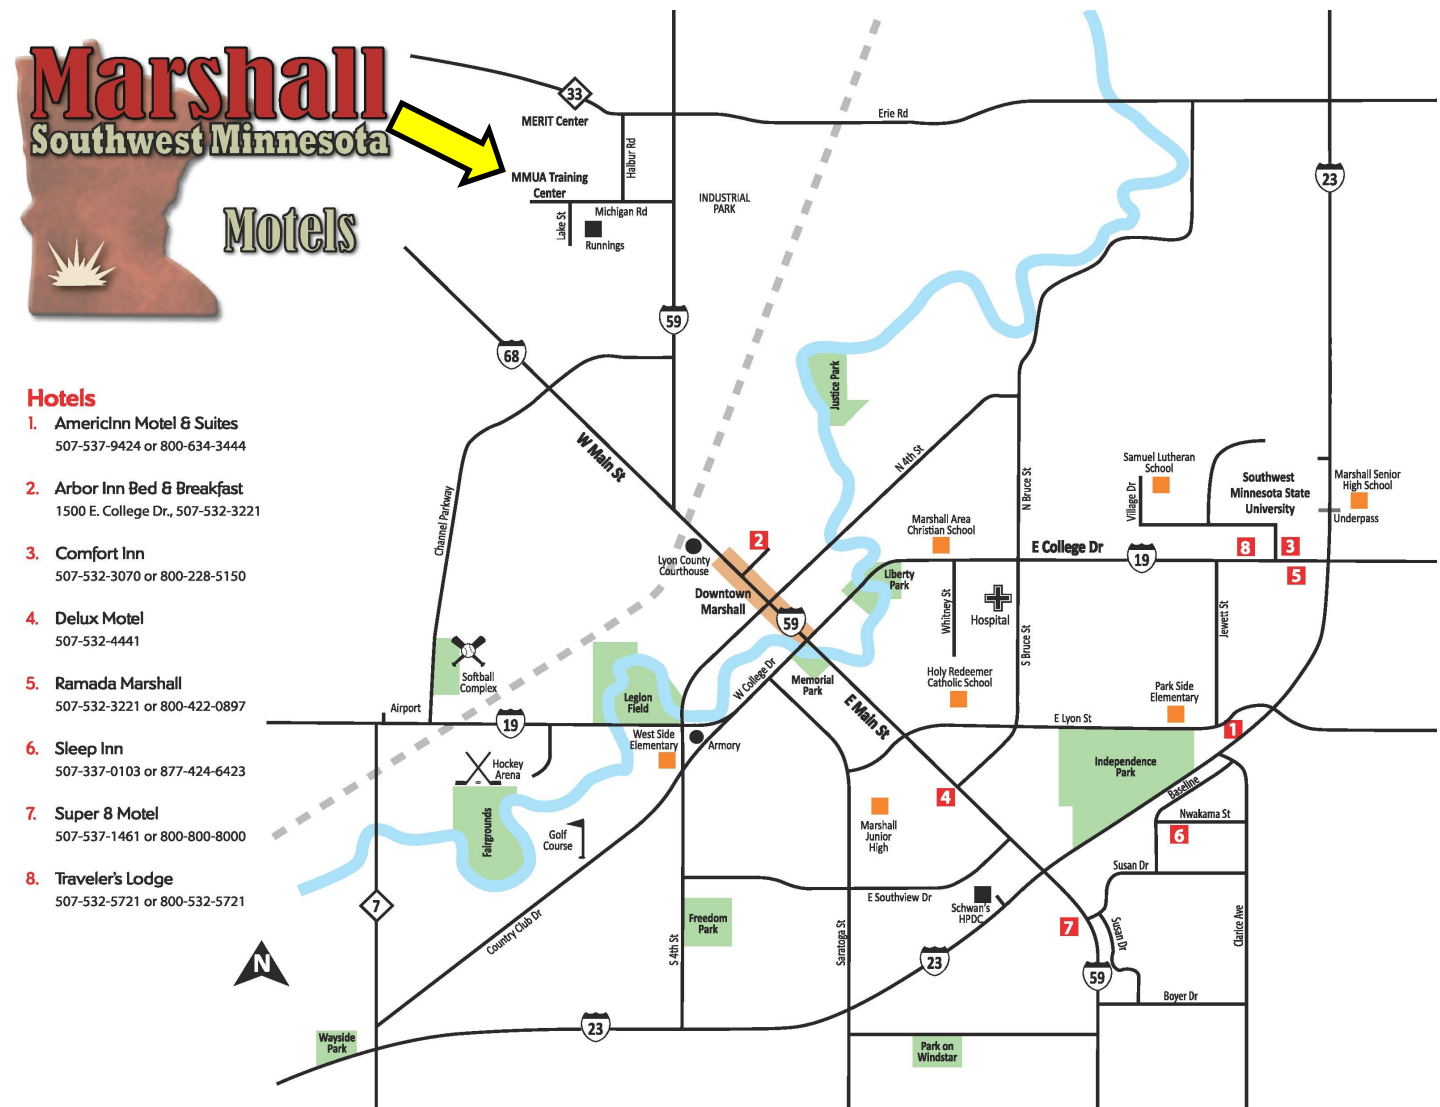 Marshall
Southwest Minnesota
Motels
Hotels
1. AmericInn Motel & Suites
507-537-9424 or 800-634-3444
2. Arbor Inn Bed & Breakfast
1500 E. College Dr., 507-532-3221
3. Comfort Inn
507-532-3070 or 800-228-5150
4. Delux Motel
507-532-4441
5. Ramada Marshall
507-532-3221 or 800-422-0897
6. Sleep Inn
507-337-0103 or 877-424-6423
7. Super 8 Motel
507-537-1461 or 800-800-8000
8. Traveler's Lodge
507-532-5721 or 800-532-5721
N
33
MERIT Center
Erie Rd
Halbur Rd
MMUA Training
Center
Michigan Rd
Lake St
Runnings
INDUSTRIAL
PARK
23
59
68
Justice Park
W Main St
N 4th St
N Bruce St
Channel Parkway
Samuel Lutheran
School
Village Dr
Southwest
Minnesota State
University
Marshall Senior
High School
Underpass
Marshall Area
Christian School
E College Dr
19
8
3
5
2
Lyon County
Courthouse
Downtown
Marshall
59
Liberty
Park
Whitney St
Hospital
S Bruce St
Jewett St
Softball
Complex
Legion
Field
W College Dr
Memorial
Park
Holy Redeemer
Catholic School
Park Side
Elementary
Airport
19
West Side
Elementary
Armory
E Main St
E Lyon St
1
Hockey
Arena
Independence
Park
Baseline
4
Fairgrounds
Golf
Course
Marshall
Junior
High
Nwakama St
6
Susan Dr
7
Country Club Dr
Freedom
Park
S 4th St
E Southview Dr
Saratoga St
Schwan's
HPDC
7
Susan Dr
Clarice Ave
23
59
Boyer Dr
23
Wayside
Park
Park on
Windstar